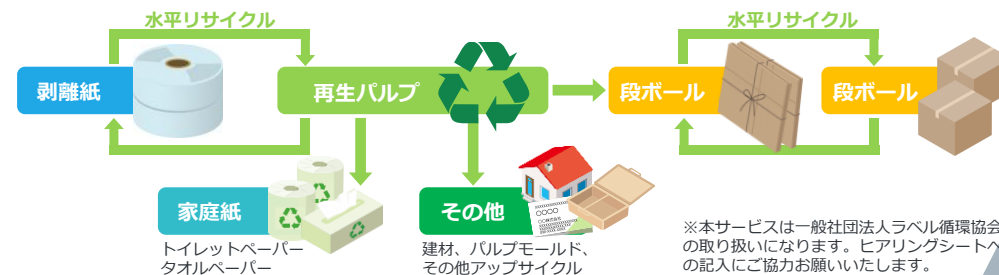 水平リサイクル
水平リサイクル
剥離紙
再生パルプ
段ボール
段ボール
家庭紙
その他
トイレットペーパー
タオルペーパー
建材、パルプモールド、
その他アップサイクル
※本サービスは一般社団法人ラベル循環協会
の取り扱いになります。ヒアリングシートへ
の記入にご協力お願いいたします。